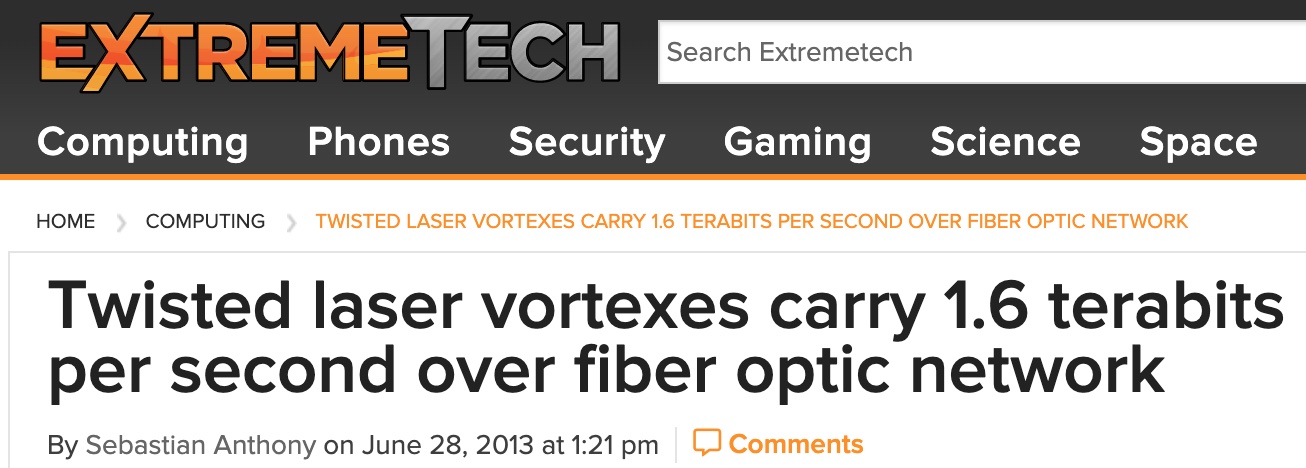 EXTREMETECH
Search Extremetech
Computing Phones Security Gaming Science Space
HOME COMPUTING TWISTED LASER VORTEXES CARRY 1.6 TERABITS PER SECOND OVER FIBER OPTIC NETWORK
Twisted laser vortexes carry 1.6 terabits
per second over fiber optic network
By Sebastian Anthony on June 28, 2013 at 1:21 pm Comments